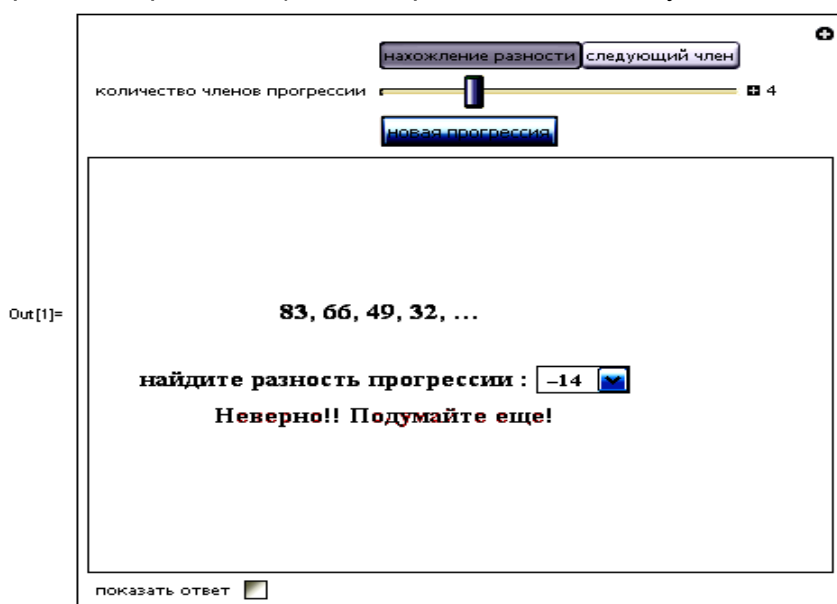 нахожление разности следующий член
количество членов прогрессии 4
новая прогрессия
Out[1]=
83, 66, 49, 32, ...
найдите разность прогрессии : -14
Неверно!! Подумайте еще!
показать ответ